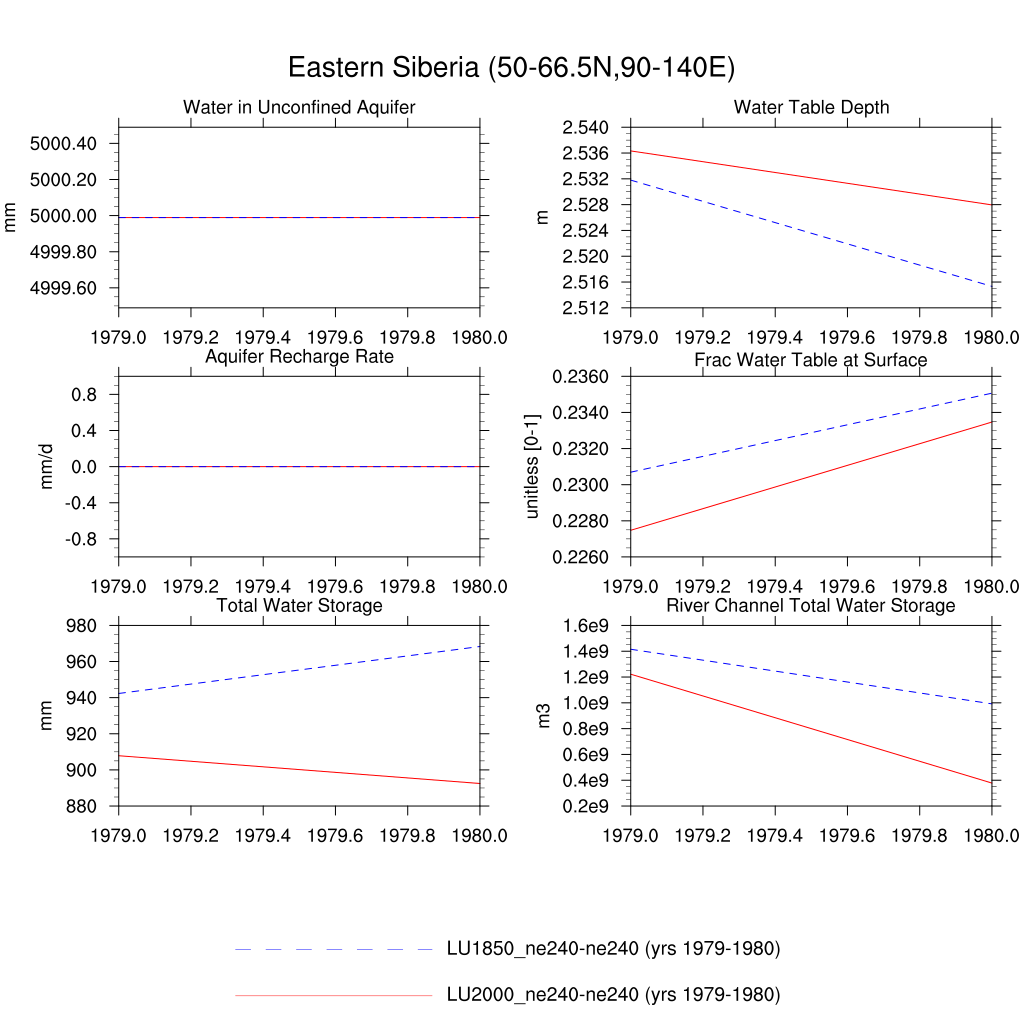 Eastern Siberia (50-66.5N,90-140E)
Water in Unconfined Aquifer
5000.40
5000.20
5000.00
4999.80
4999.60
mm
1979.0 1979.2 1979.4 1979.6 1979.8 1980.0
Water Table Depth
2.540
2.536
2.532
2.528
2.524
2.520
2.516
2.512
m
1979.0 1979.2 1979.4 1979.6 1979.8 1980.0
Aquifer Recharge Rate
0.8
0.4
0.0
-0.4
-0.8
mm/d
1979.0 1979.2 1979.4 1979.6 1979.8 1980.0
Frac Water Table at Surface
0.2360
0.2340
0.2320
0.2300
0.2280
0.2260
unitless [0-1]
1979.0 1979.2 1979.4 1979.6 1979.8 1980.0
Total Water Storage
980
960
940
920
900
880
mm
1979.0 1979.2 1979.4 1979.6 1979.8 1980.0
River Channel Total Water Storage
1.6e9
1.4e9
1.2e9
1.0e9
0.8e9
0.6e9
0.4e9
0.2e9
m3
1979.0 1979.2 1979.4 1979.6 1979.8 1980.0
LU1850_ne240-ne240 (yrs 1979-1980)
LU2000_ne240-ne240 (yrs 1979-1980)